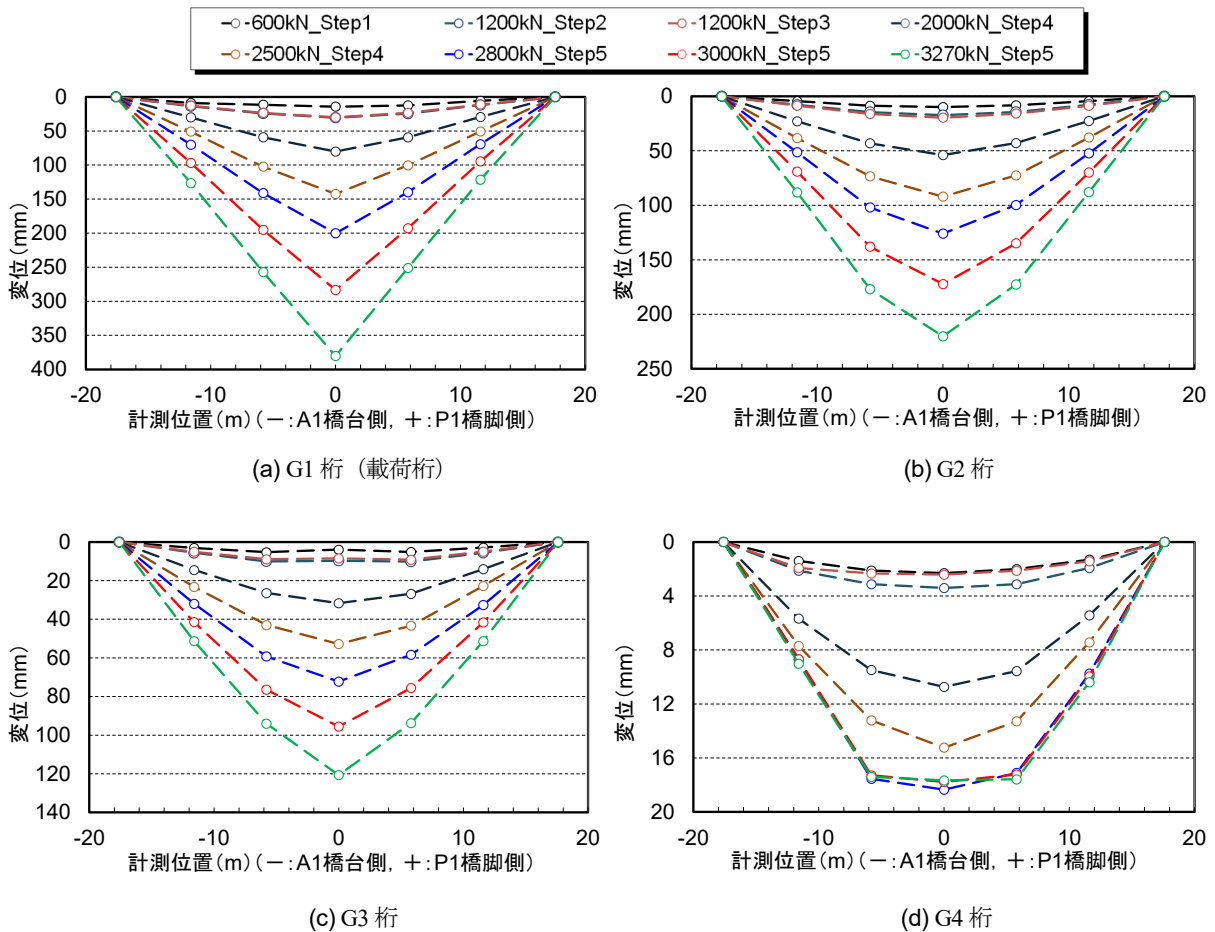 600kN_Step1 1200kN_Step2 1200kN_Step3 2000kN_Step4
2500kN_Step4 2800kN_Step5 3000kN_Step5 3270kN_Step5
0
50
100
150
200
250
300
350
400
変位(mm)
-20 -10 0 10 20
計測位置(m)(-:A1橋台側, +:P1橋脚側)
(a) G1 桁(載荷桁)
0
50
100
150
200
250
変位(mm)
-20 -10 0 10 20
計測位置(m)(-:A1橋台側, +:P1橋脚側)
(b) G2 桁
0
20
40
60
80
100
120
140
変位(mm)
-20 -10 0 10 20
計測位置(m)(-:A1橋台側, +:P1橋脚側)
(c) G3 桁
0
4
8
12
16
20
変位(mm)
-20 -10 0 10 20
計測位置(m)(-:A1橋台側, +:P1橋脚側)
(d) G4 桁